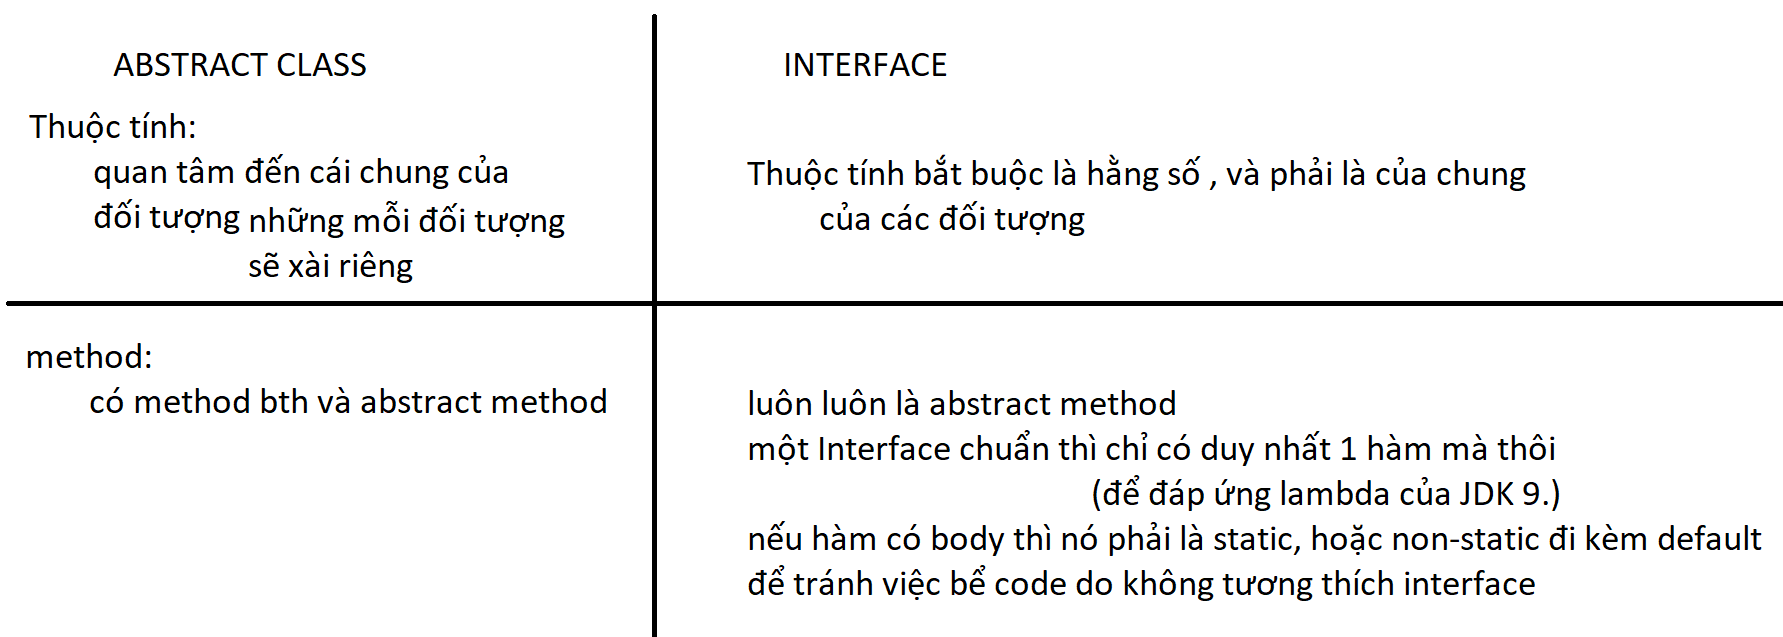 ABSTRACT CLASS
Thuộc tính:
quan tâm đến cái chung của
đối tượng những mỗi đối tượng
sẽ xài riêng
INTERFACE
Thuộc tính bắt buộc là hằng số , và phải là của chung
của các đối tượng
method:
có method bth và abstract method
luôn luôn là abstract method
một Interface chuẩn thì chỉ có duy nhất 1 hàm mà thôi
(để đáp ứng lambda của JDK 9.)
nếu hàm có body thì nó phải là static, hoặc non-static đi kèm default
để tránh việc bể code do không tương thích interface